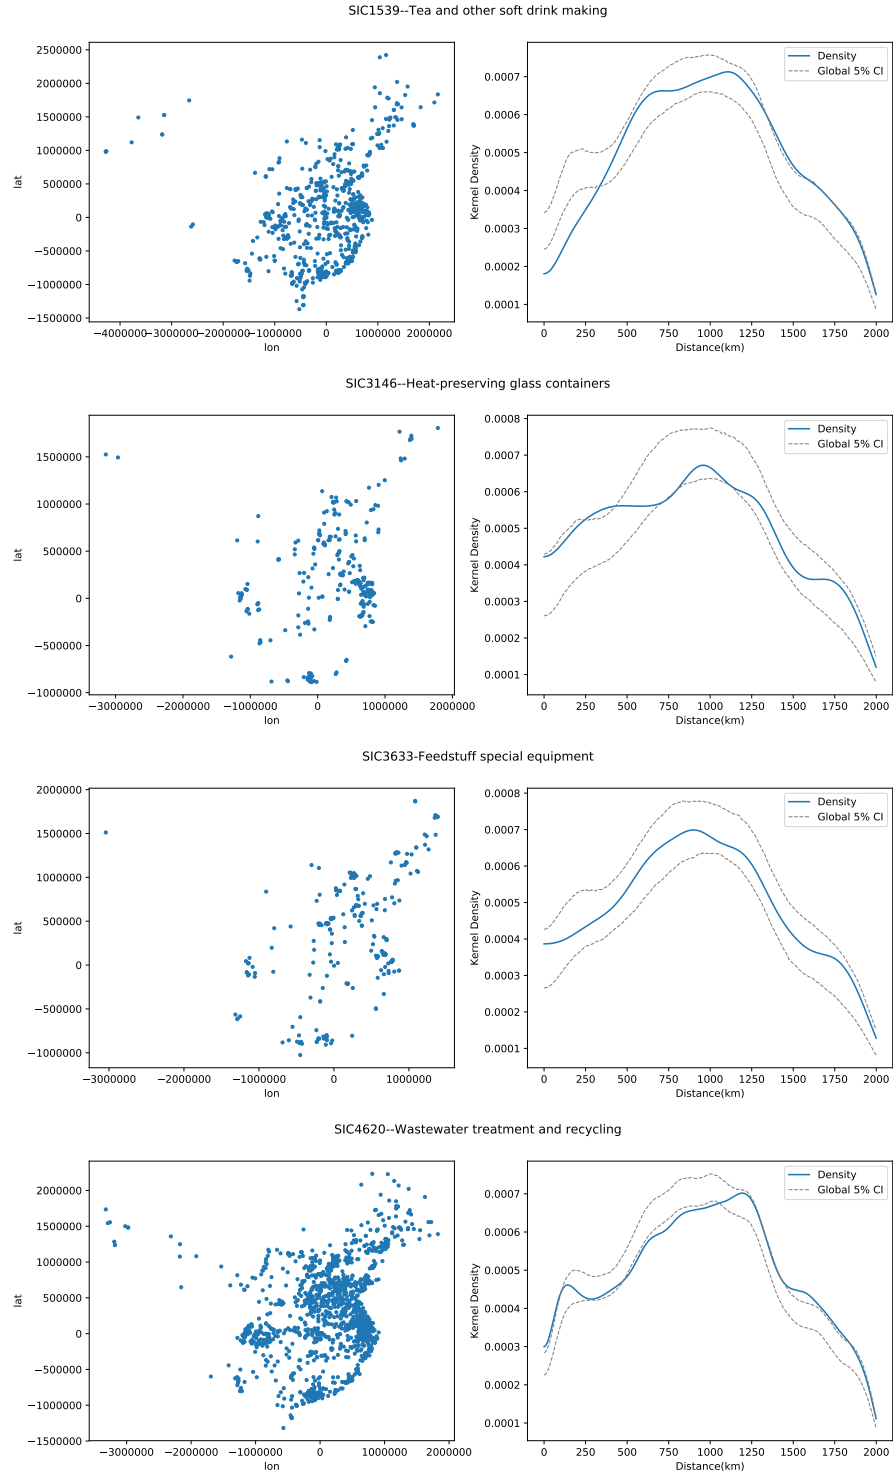 SIC1539--Tea and other soft drink making
2500000
2000000
1500000
1000000
500000
0
−500000
−1000000
−1500000
lat
−4000000 −3000000 −2000000 −1000000 0 1000000 2000000
lon
0.0007
0.0006
0.0005
0.0004
0.0003
0.0002
0.0001
Kernel Density
Density
Global 5% CI
0 250 500 750 1000 1250 1500 1750 2000
Distance(km)
SIC3146--Heat-preserving glass containers
1500000
1000000
500000
0
−500000
−1000000
lat
−3000000 −2000000 −1000000 0 1000000 2000000
lon
0.0008
0.0007
0.0006
0.0005
0.0004
0.0003
0.0002
0.0001
Kernel Density
Density
Global 5% CI
0 250 500 750 1000 1250 1500 1750 2000
Distance(km)
SIC3633-Feedstuff special equipment
2000000
1500000
1000000
500000
0
−500000
−1000000
lat
−3000000 −2000000 −1000000 0 1000000
lon
0.0008
0.0007
0.0006
0.0005
0.0004
0.0003
0.0002
0.0001
Kernel Density
Density
Global 5% CI
0 250 500 750 1000 1250 1500 1750 2000
Distance(km)
SIC4620--Wastewater treatment and recycling
2000000
1500000
1000000
500000
0
−500000
−1000000
−1500000
lat
−3000000 −2000000 −1000000 0 1000000 2000000
lon
0.0007
0.0006
0.0005
0.0004
0.0003
0.0002
0.0001
Kernel Density
Density
Global 5% CI
0 250 500 750 1000 1250 1500 1750 2000
Distance(km)